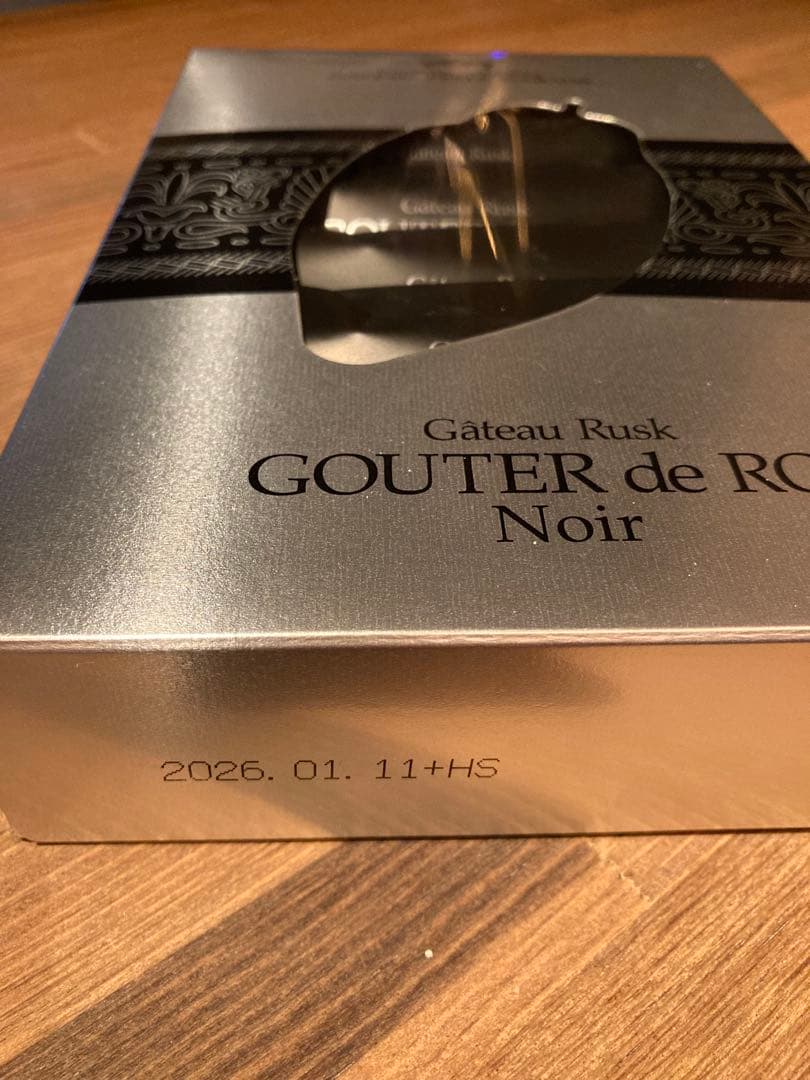 Gâteau Rusk
GOUTER de RO
Noir
2026. 01. 11+HS